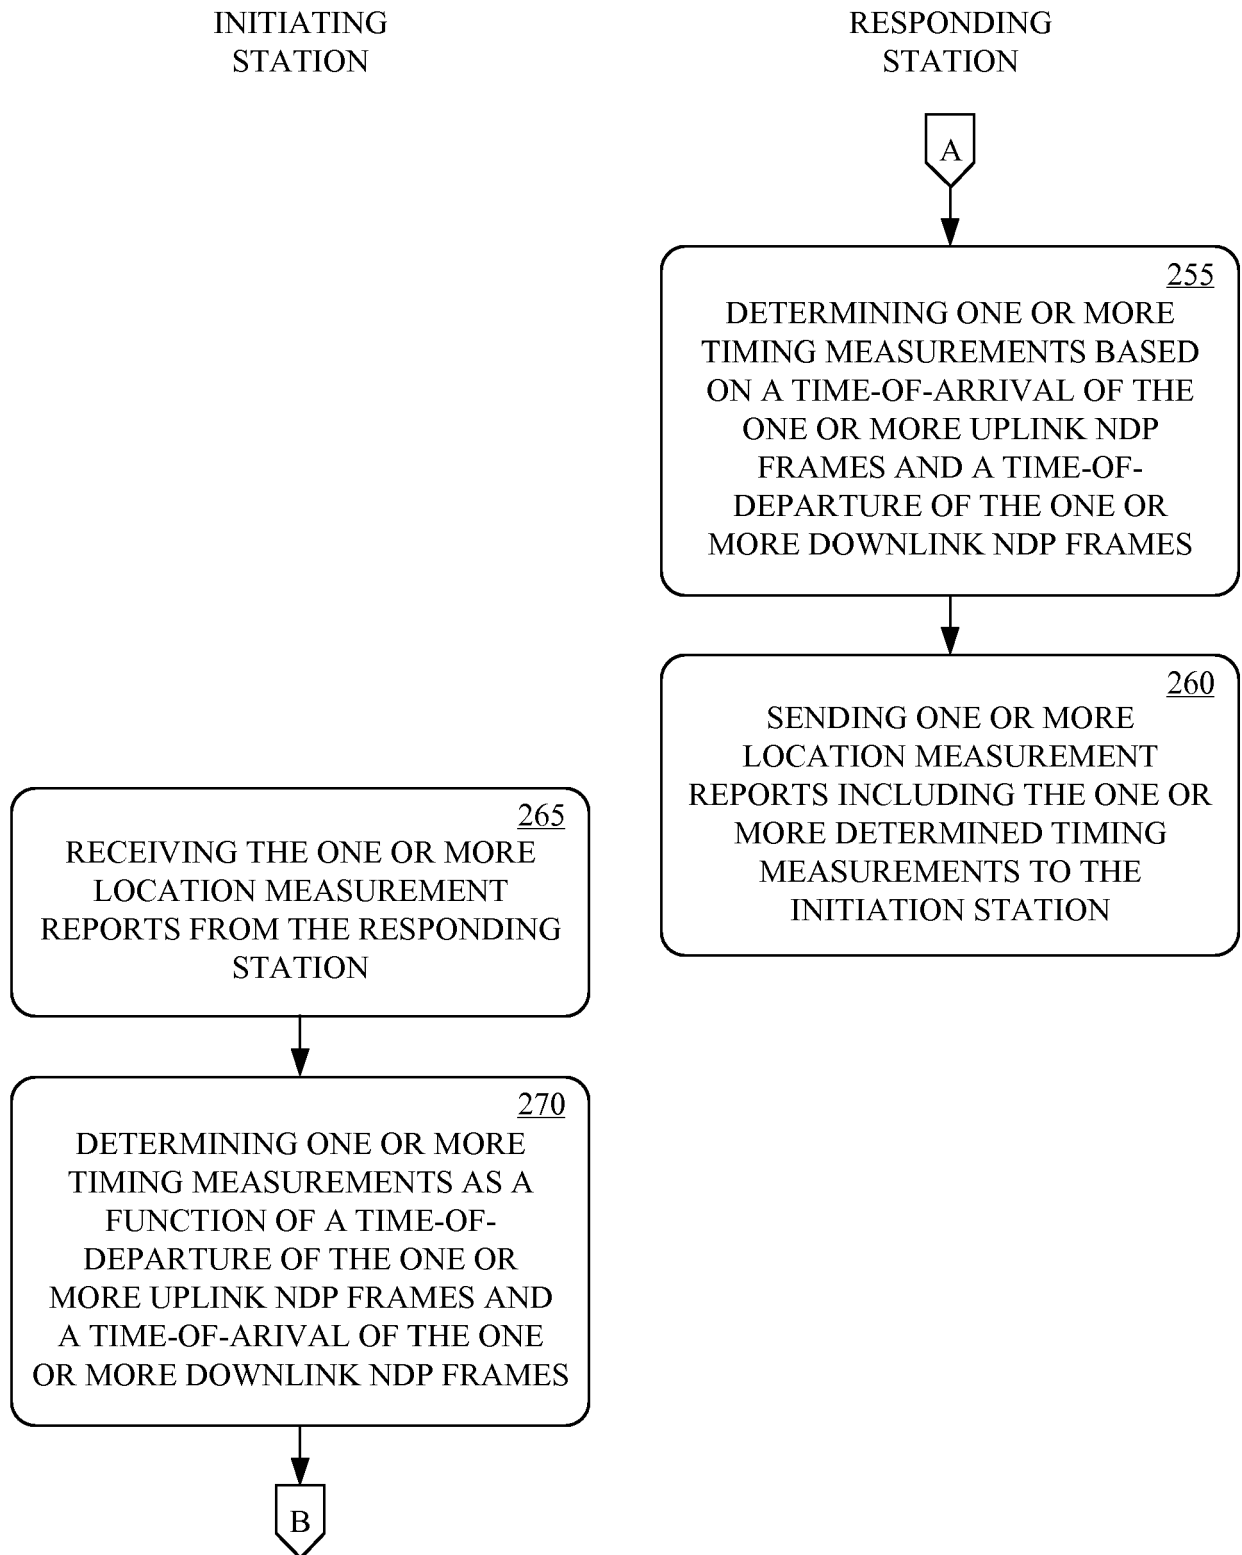 INITIATING
STATION
RESPONDING
STATION
A
255
DETERMINING ONE OR MORE
TIMING MEASUREMENTS BASED
ON A TIME-OF-ARRIVAL OF THE
ONE OR MORE UPLINK NDP
FRAMES AND A TIME-OF-
DEPARTURE OF THE ONE OR
MORE DOWNLINK NDP FRAMES
260
SENDING ONE OR MORE
LOCATION MEASUREMENT
REPORTS INCLUDING THE ONE OR
MORE DETERMINED TIMING
MEASUREMENTS TO THE
INITIATION STATION
265
RECEIVING THE ONE OR MORE
LOCATION MEASUREMENT
REPORTS FROM THE RESPONDING
STATION
270
DETERMINING ONE OR MORE
TIMING MEASUREMENTS AS A
FUNCTION OF A TIME-OF-
DEPARTURE OF THE ONE OR
MORE UPLINK NDP FRAMES AND
A TIME-OF-ARIVAL OF THE ONE
OR MORE DOWNLINK NDP FRAMES
B